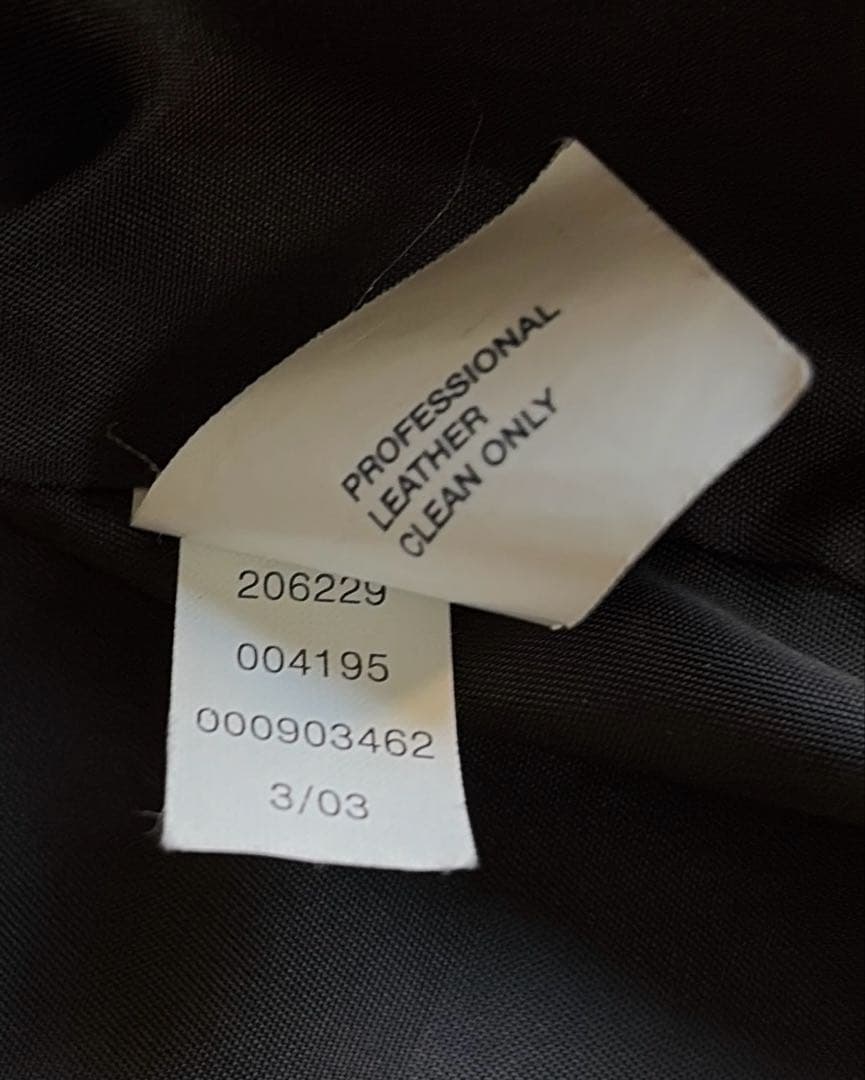 PROFESSIONAL
LEATHER
CLEAN ONLY
206229
004195
000903462
3/03